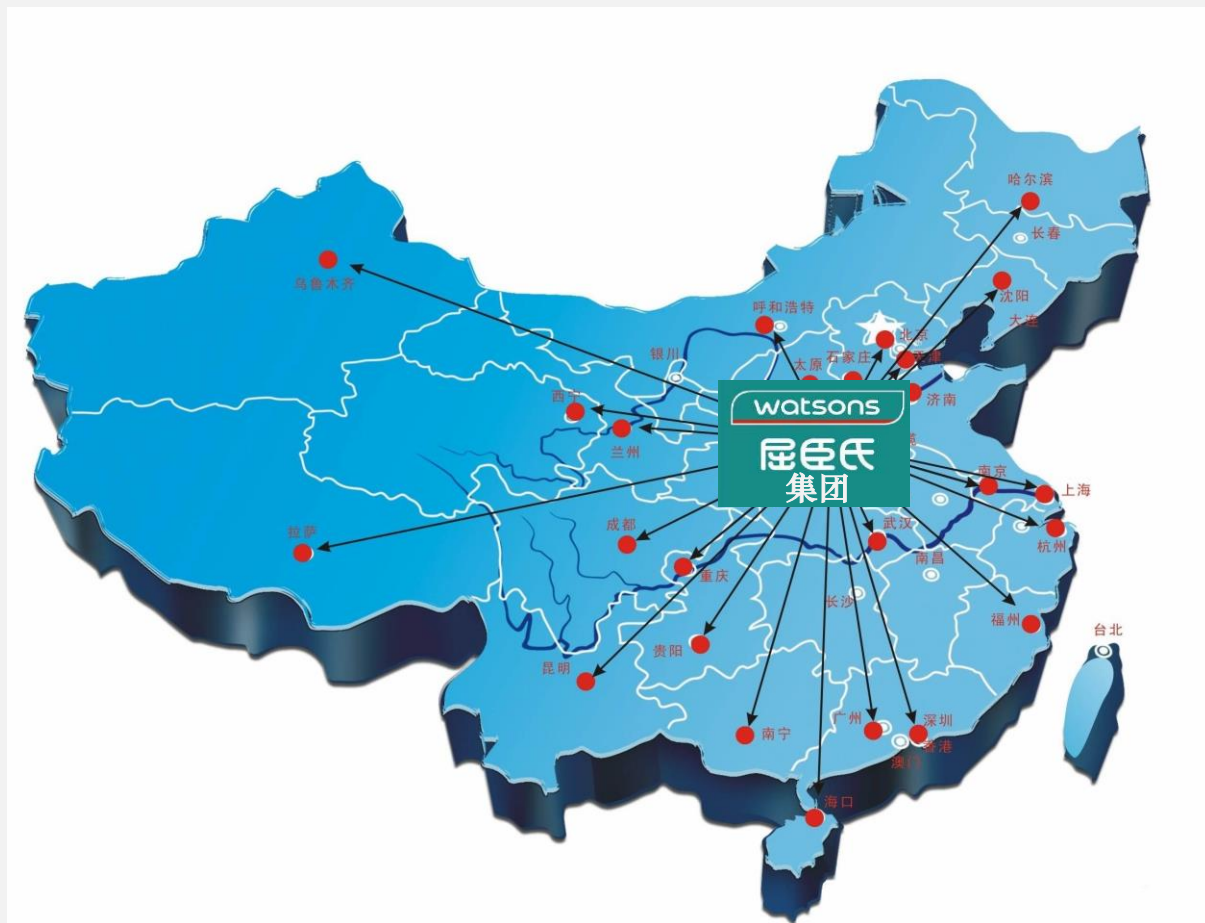 哈尔滨
长春
乌鲁木齐
沈阳
呼和浩特
大连
北京
银川
太原
石家庄
天津
西宁
济南
watsons
屈臣氏
集团
兰州
南京
上海
成都
武汉
拉萨
杭州
南昌
重庆
长沙
福州
台北
贵阳
昆明
广州
深圳
南宁
香港
澳门
海口